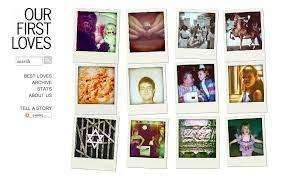 OUR
FIRST
LOVES
search
BEST LOVES
ARCHIVE
STATS
ABOUT US
TELL A STORY